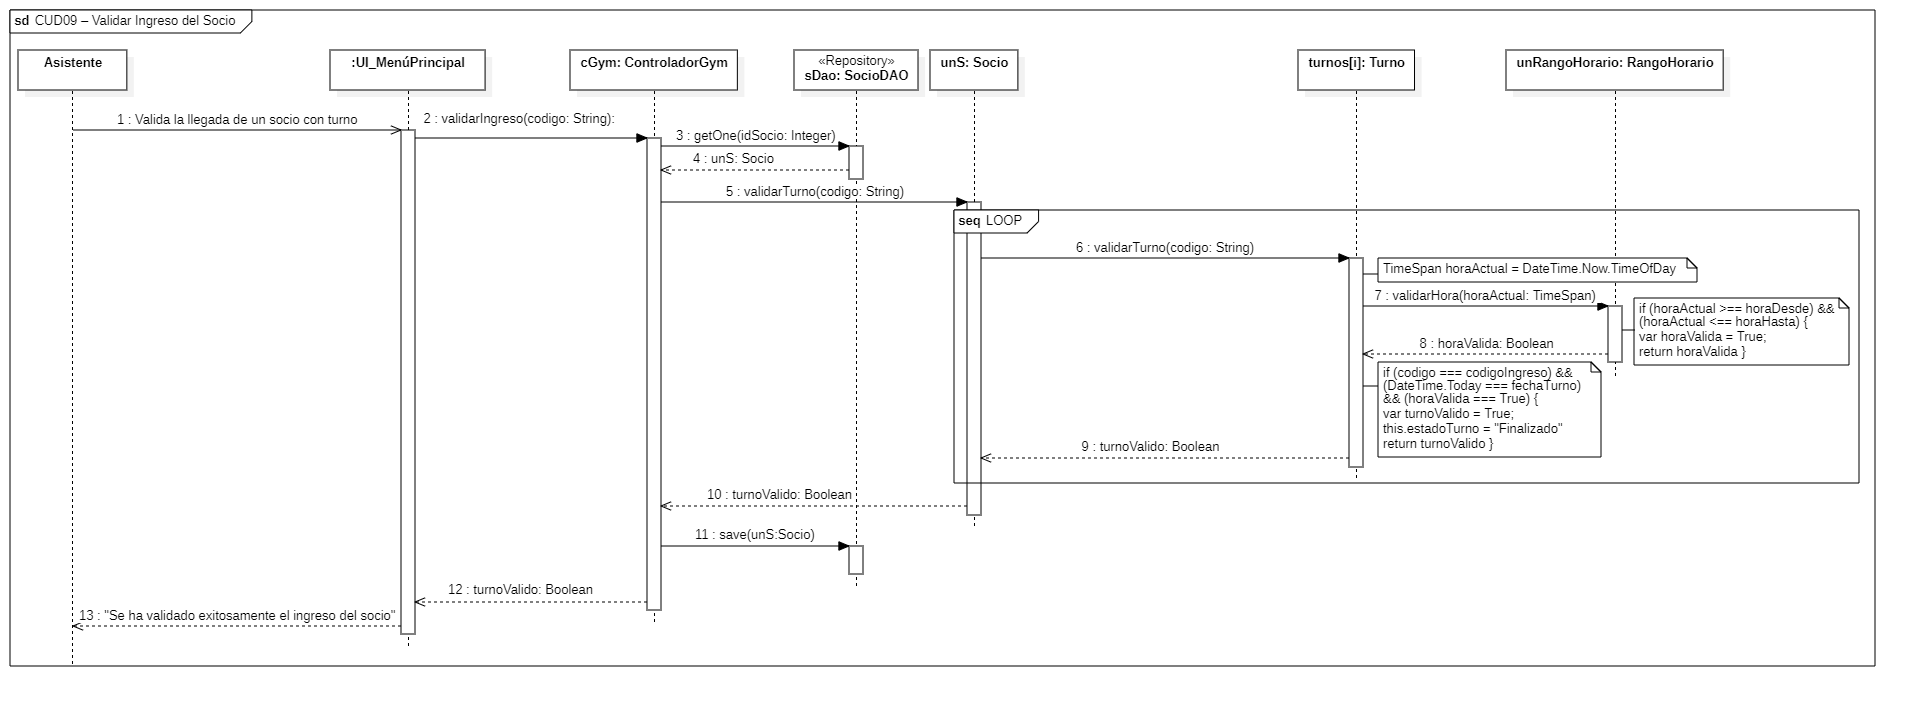 sd CUD09 – Validar Ingreso del Socio
Asistente
:UI_MenúPrincipal
cGym: ControladorGym
«Repository»
sDao: SocioDAO
unS: Socio
turnos[i]: Turno
unRangoHorario: RangoHorario
1 : Valida la llegada de un socio con turno
2 : validarIngreso(codigo: String):
3 : getOne(idSocio: Integer)
4 : unS: Socio
5 : validarTurno(codigo: String)
seq LOOP
6 : validarTurno(codigo: String)
TimeSpan horaActual = DateTime.Now.TimeOfDay
7 : validarHora(horaActual: TimeSpan)
if (horaActual >== horaDesde) &&
(horaActual <== horaHasta) {
var horaValida = True;
return horaValida }
8 : horaValida: Boolean
if (codigo === codigoIngreso) &&
(DateTime.Today === fechaTurno)
&& (horaValida === True) {
var turnoValido = True;
this.estadoTurno = "Finalizado"
return turnoValido }
9 : turnoValido: Boolean
10 : turnoValido: Boolean
11 : save(unS:Socio)
12 : turnoValido: Boolean
13 : "Se ha validado exitosamente el ingreso del socio"